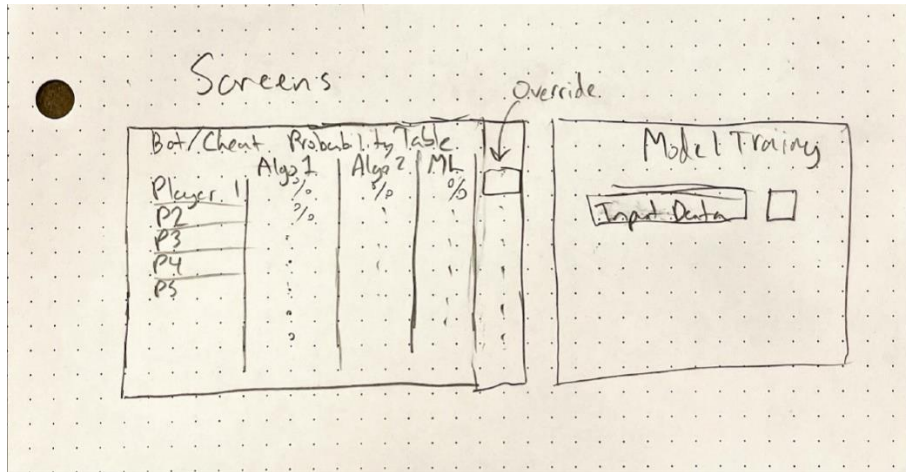 Screens
Override
Bot/Cheat Probability Table
Algo 1 Algo 2 ML
Player 1 % % %
P2 %
P3
P4
P5
Model Training
Input Data